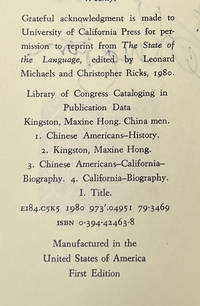 Grateful acknowledgment is made to
University of California Press for per-
mission to reprint from The State of
the Language, edited by Leonard
Michaels and Christopher Ricks, 1980.
Library of Congress Cataloging in
Publication Data
Kingston, Maxine Hong. China men.
1. Chinese Americans–History.
2. Kingston, Maxine Hong.
3. Chinese Americans–California–
Biography. 4. California–Biography.
I. Title.
E184.C5K5 1980 973'.04951 79-3469
ISBN 0-394-42463-8
Manufactured in the
United States of America
First Edition